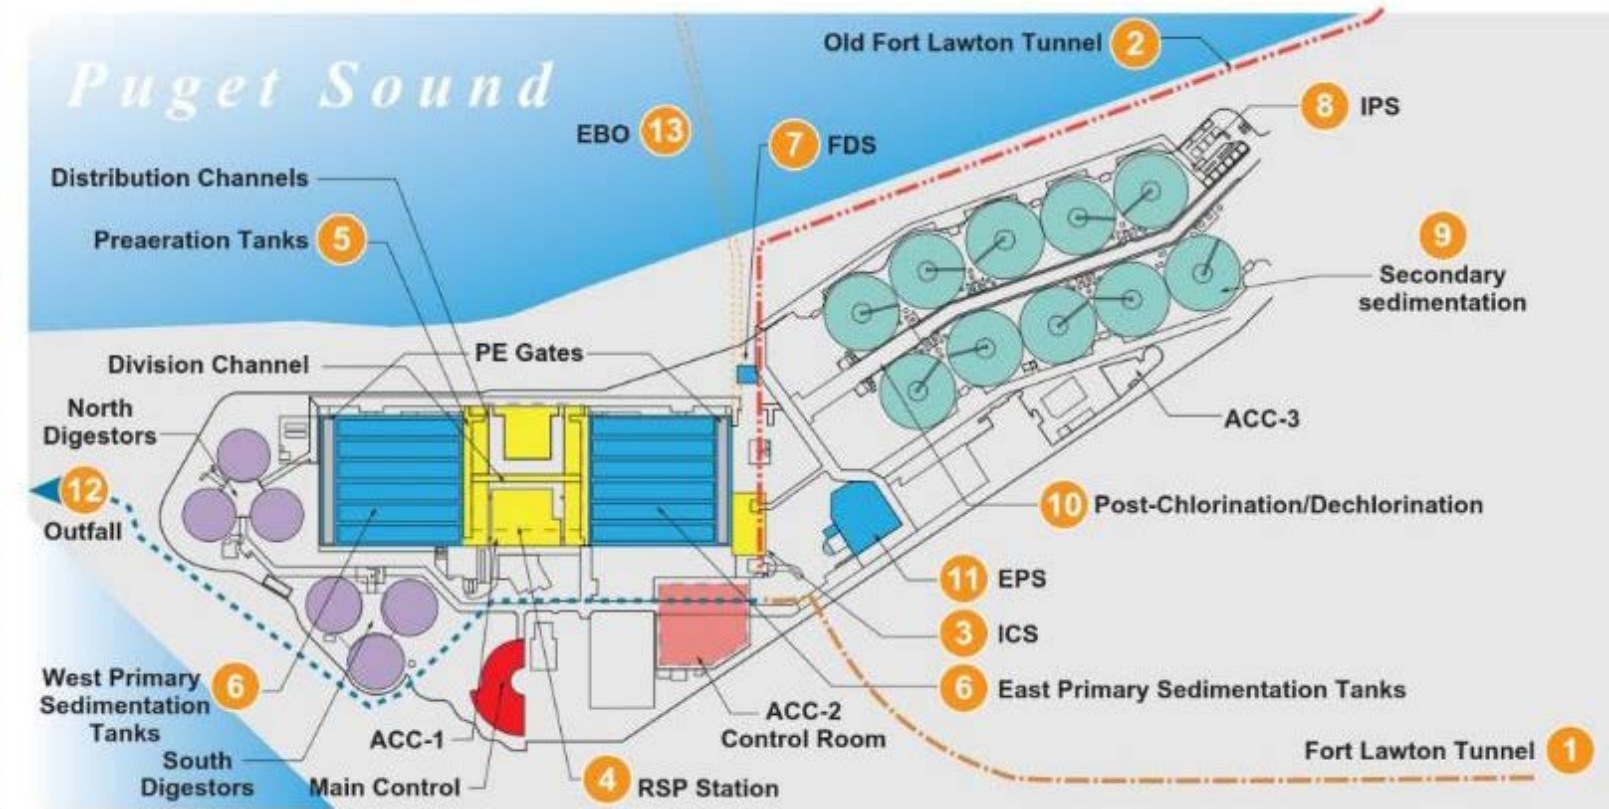 Puget Sound
Old Fort Lawton Tunnel 2
8 IPS
EBO 13
7 FDS
Distribution Channels
Preaeration Tanks 5
9
Secondary
sedimentation
PE Gates
Division Channel
North
Digestors
ACC-3
12
Outfall
10 Post-Chlorination/Dechlorination
11 EPS
3 ICS
West Primary
Sedimentation
Tanks
6
6 East Primary Sedimentation Tanks
ACC-2
Control Room
ACC-1
South
Digestors
Main Control
4 RSP Station
Fort Lawton Tunnel 1